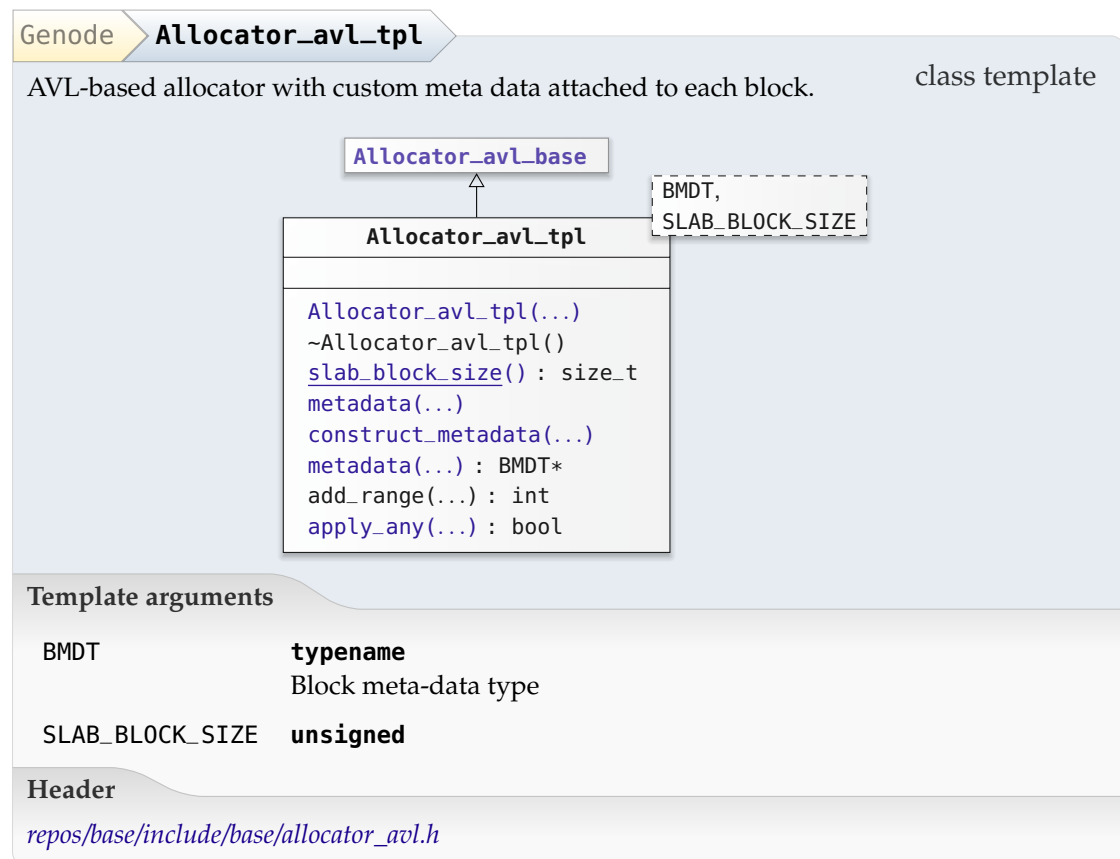 Genode Allocator_avl_tpl
class template
AVL-based allocator with custom meta data attached to each block.
Allocator_avl_base
BMDT,
SLAB_BLOCK_SIZE
Allocator_avl_tpl
Allocator_avl_tpl(...)
~Allocator_avl_tpl()
slab_block_size() : size_t
metadata(...)
construct_metadata(...)
metadata(...) : BMDT*
add_range(...) : int
apply_any(...) : bool
Template arguments
BMDT typename
Block meta-data type
SLAB_BLOCK_SIZE unsigned
Header
repos/base/include/base/allocator_avl.h